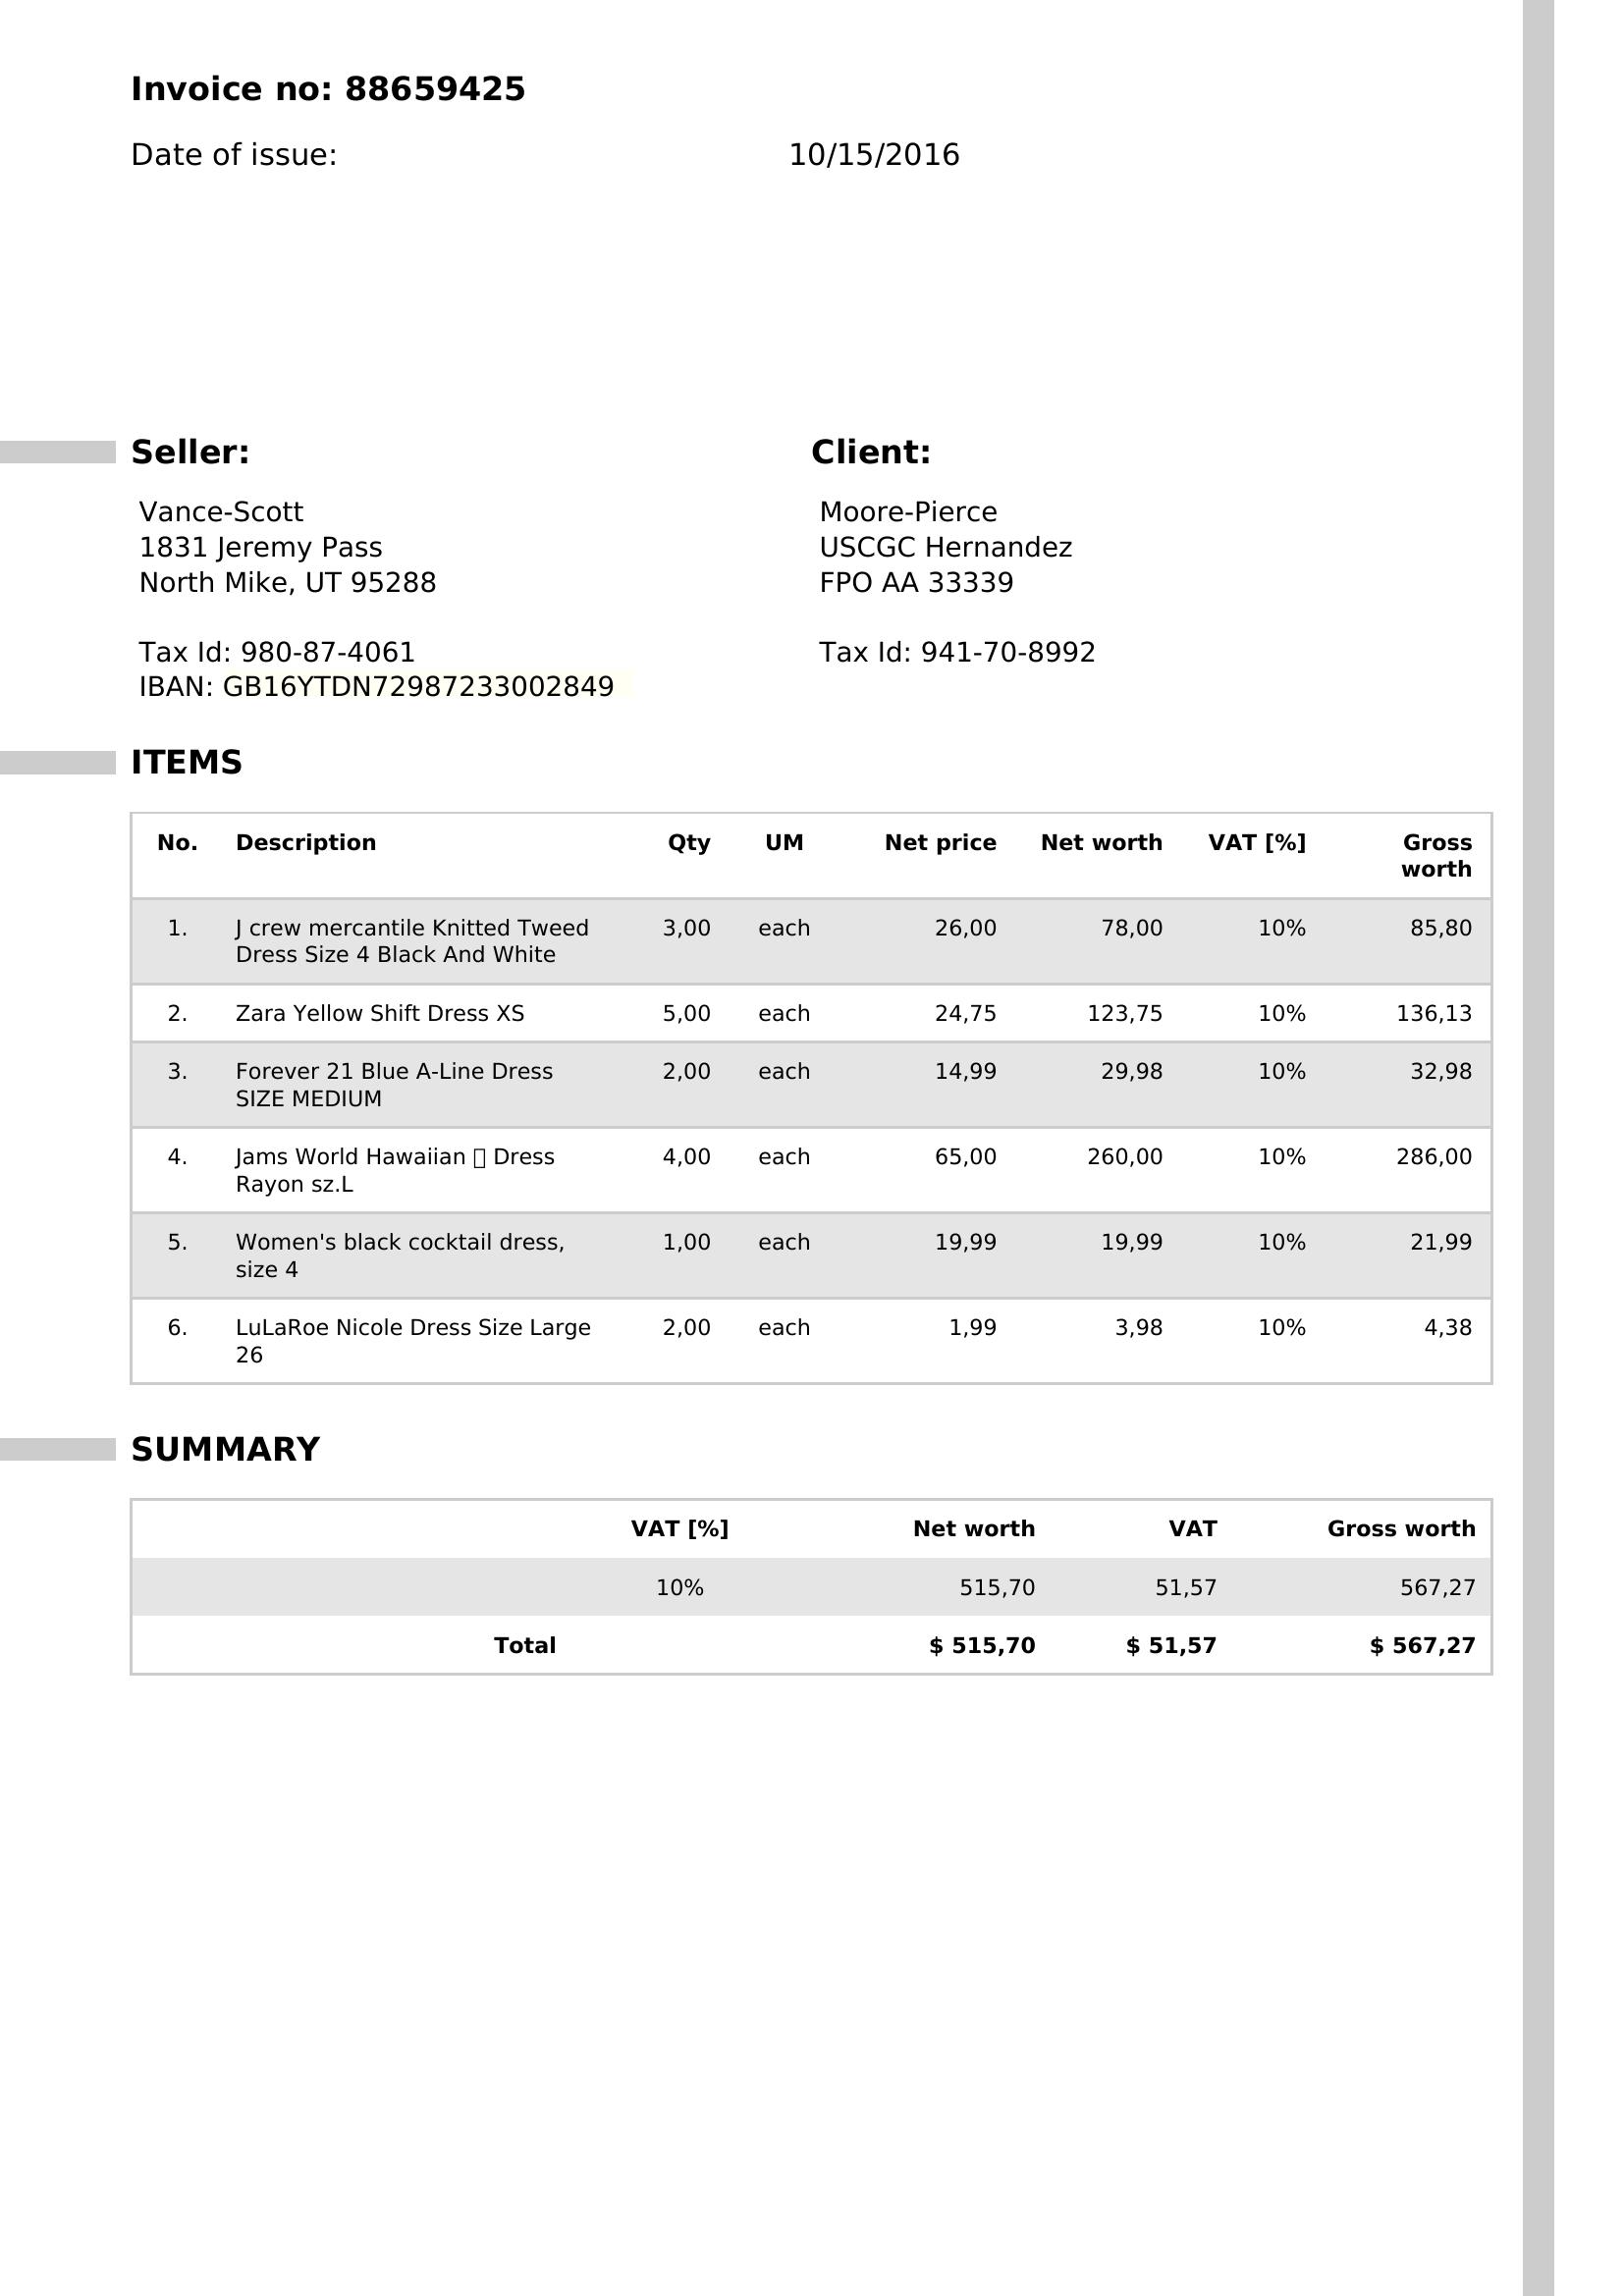 Invoice no: 88659425
Date of issue: 10/15/2016
Seller: Client:
Vance-Scott Moore-Pierce
1831 Jeremy Pass USCGC Hernandez
North Mike, UT 95288 FPO AA 33339
Tax Id: 980-87-4061 Tax Id: 941-70-8992
IBAN: GB16YTDN72987233002849
ITEMS
No. Description Qty UM Net price Net worth VAT [%] Gross
worth
1. J crew mercantile Knitted Tweed 3,00 each 26,00 78,00 10% 85,80
Dress Size 4 Black And White
2. Zara Yellow Shift Dress XS 5,00 each 24,75 123,75 10% 136,13
3. Forever 21 Blue A-Line Dress 2,00 each 14,99 29,98 10% 32,98
SIZE MEDIUM
4. Jams World Hawaiian ▯ Dress 4,00 each 65,00 260,00 10% 286,00
Rayon sz.L
5. Women's black cocktail dress, 1,00 each 19,99 19,99 10% 21,99
size 4
6. LuLaRoe Nicole Dress Size Large 2,00 each 1,99 3,98 10% 4,38
26
SUMMARY
VAT [%] Net worth VAT Gross worth
10% 515,70 51,57 567,27
Total $ 515,70 $ 51,57 $ 567,27